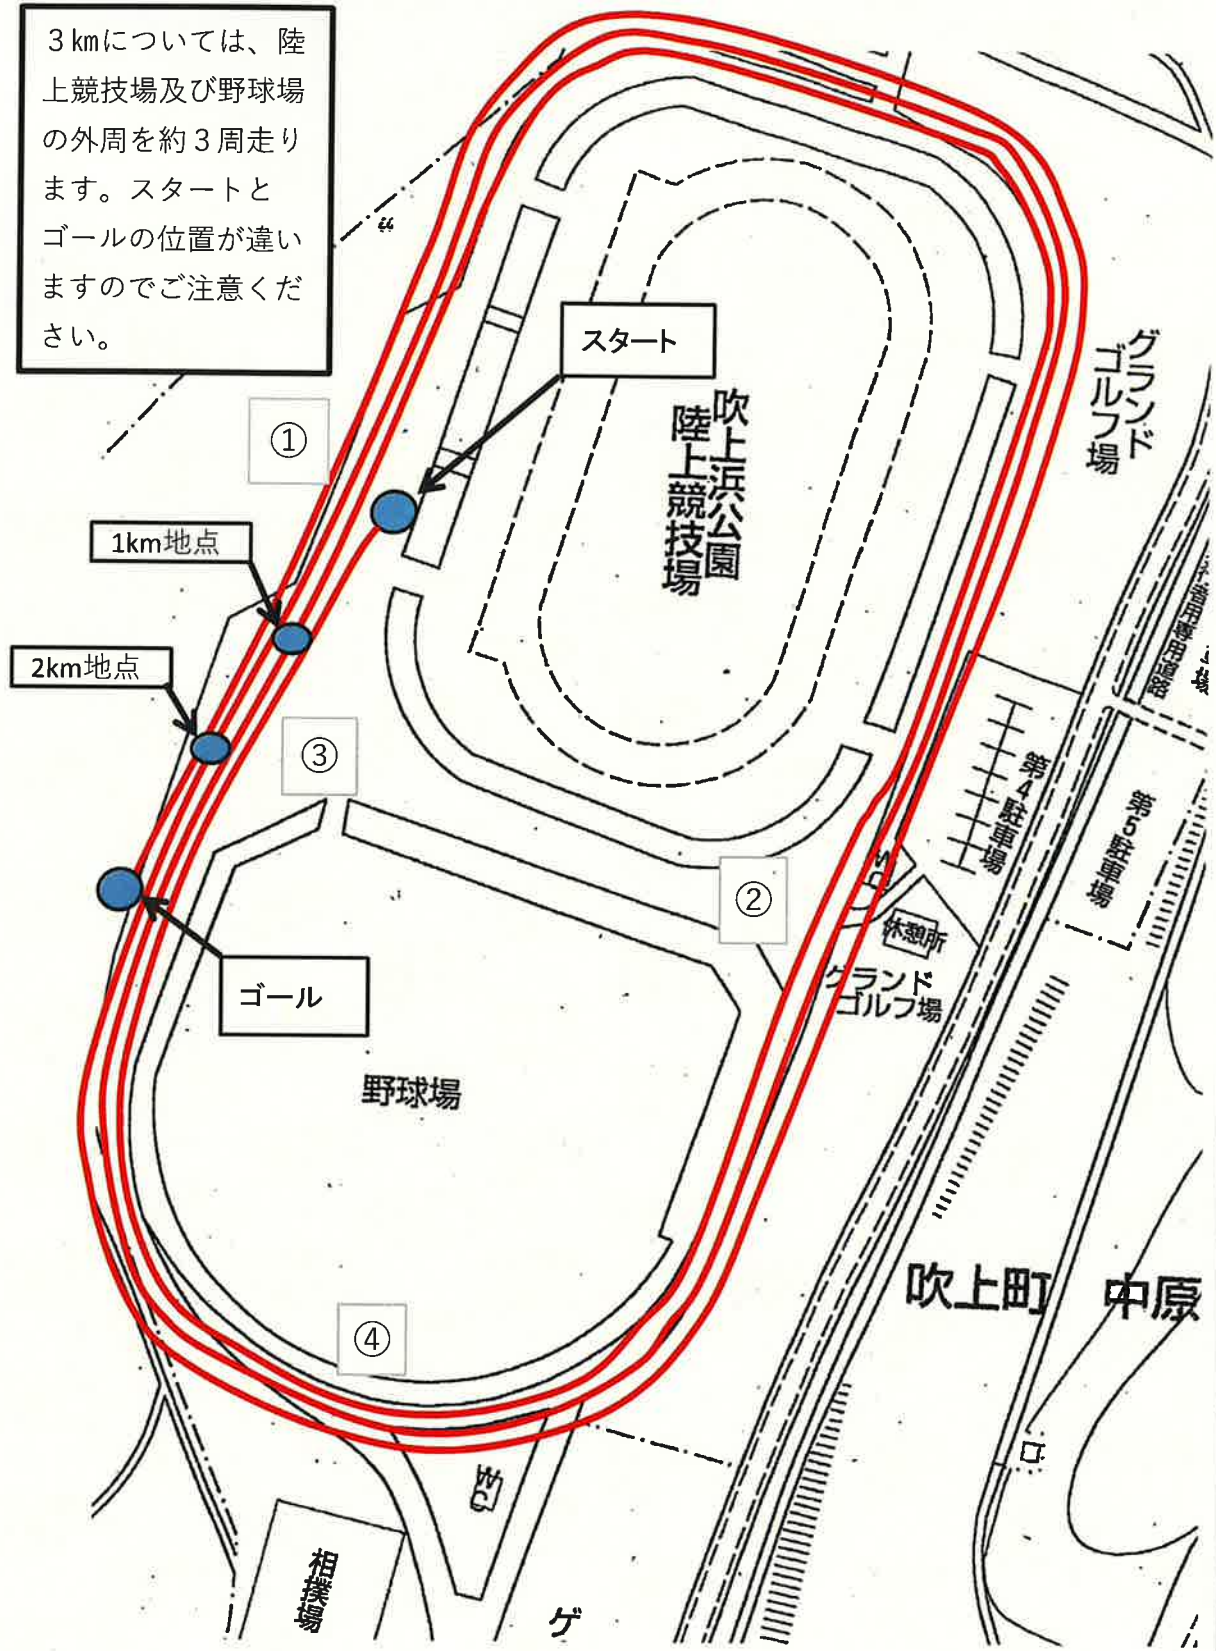 ３㎞については、陸
上競技場及び野球場
の外周を約３周走り
ます。スタートと
ゴールの位置が違い
ますのでご注意くだ
さい。
スタート
グランド
ゴルフ場
①
吹上浜公園
陸上競技場
1km地点
2km地点
③
第4駐車場
第5駐車場
②
休憩所
グランド
ゴルフ場
ゴール
野球場
吹上町 中原
④
WC
相撲場
ゲ